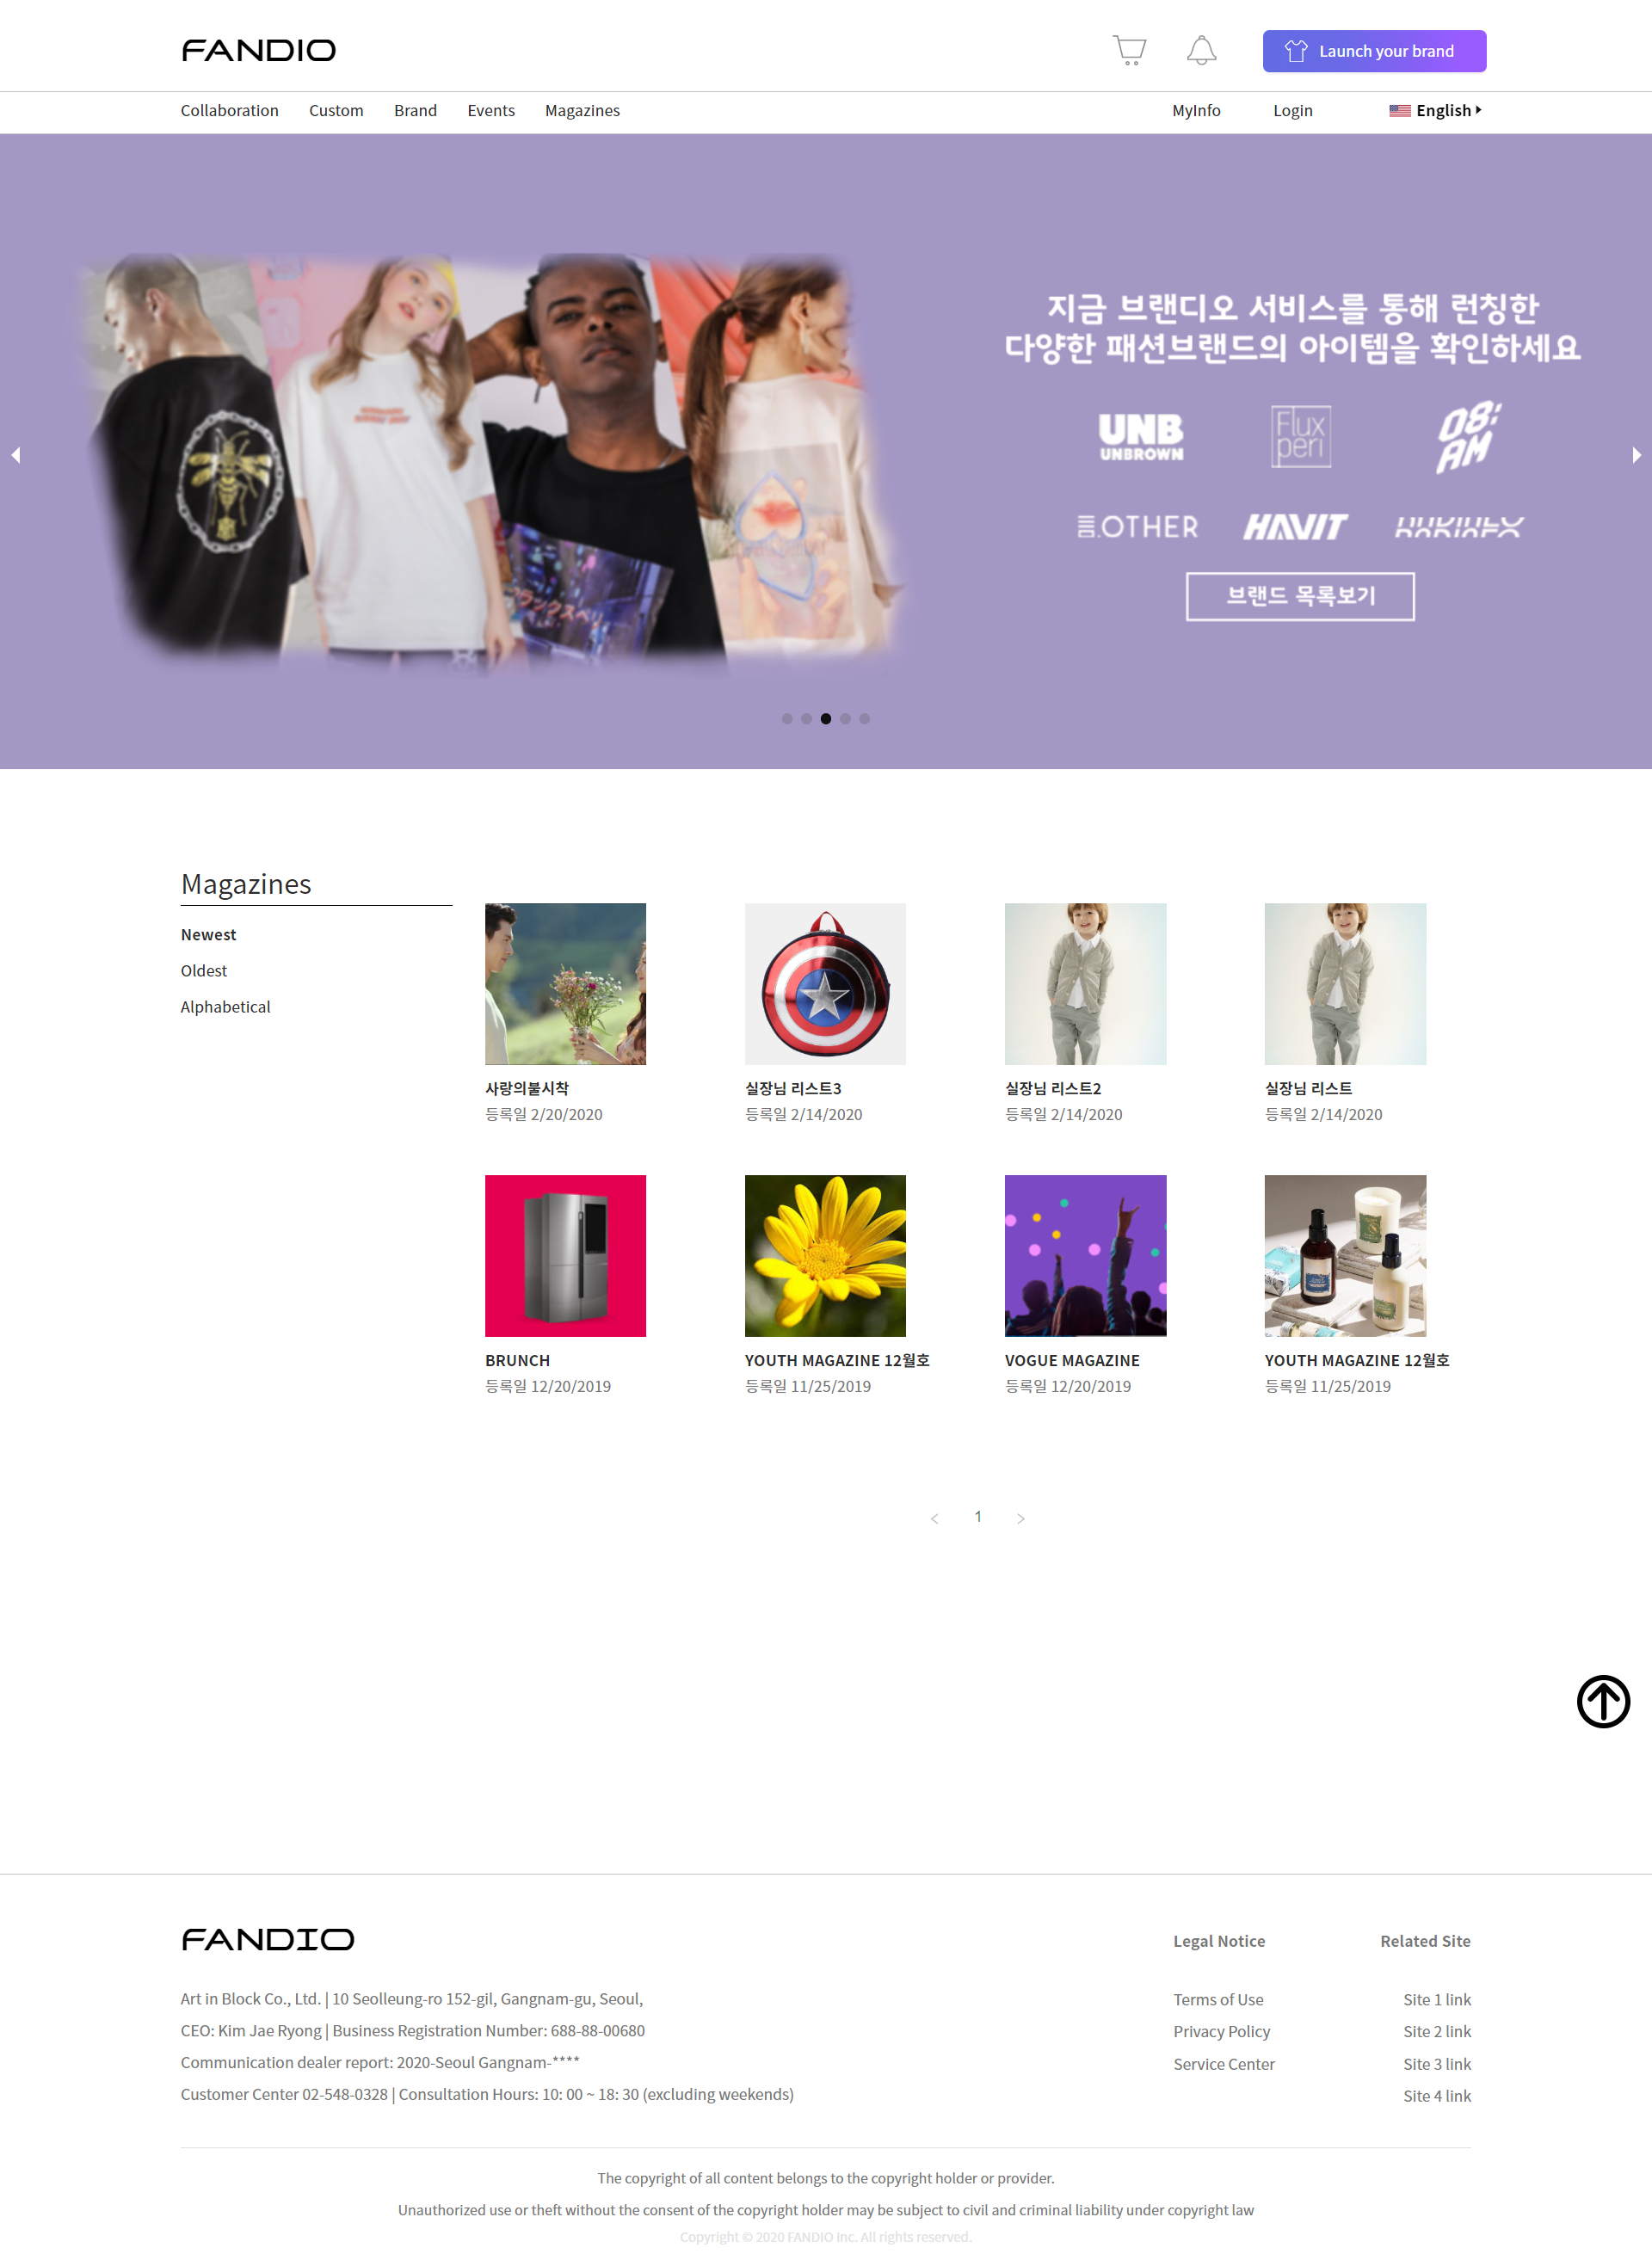 FANDIO
Launch your brand
Collaboration Custom Brand Events Magazines MyInfo Login English
지금 브랜디오 서비스를 통해 런칭한
다양한 패션브랜드의 아이템을 확인하세요
UNB
UNBROWN
Flux
peri
08:
AM
OTHER HAVIT
브랜드 목록보기
Magazines
Newest
Oldest
Alphabetical
사랑의불시착
등록일 2/20/2020
실장님 리스트3
등록일 2/14/2020
실장님 리스트2
등록일 2/14/2020
실장님 리스트
등록일 2/14/2020
BRUNCH
등록일 12/20/2019
YOUTH MAGAZINE 12월호
등록일 11/25/2019
VOGUE MAGAZINE
등록일 12/20/2019
YOUTH MAGAZINE 12월호
등록일 11/25/2019
< 1 >
FANDIO
Art in Block Co., Ltd. | 10 Seolleung-ro 152-gil, Gangnam-gu, Seoul,
CEO: Kim Jae Ryong | Business Registration Number: 688-88-00680
Communication dealer report: 2020-Seoul Gangnam-****
Customer Center 02-548-0328 | Consultation Hours: 10: 00 ~ 18: 30 (excluding weekends)
Legal Notice
Terms of Use
Privacy Policy
Service Center
Related Site
Site 1 link
Site 2 link
Site 3 link
Site 4 link
The copyright of all content belongs to the copyright holder or provider.
Unauthorized use or theft without the consent of the copyright holder may be subject to civil and criminal liability under copyright law
Copyright © 2020 FANDIO Inc. All rights reserved.